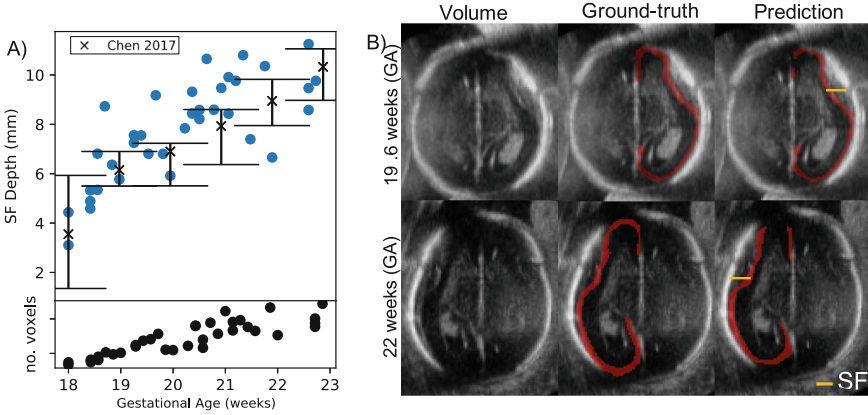 A)
× Chen 2017
SF Depth (mm)
10
8
6
4
2
no. voxels
18 19 20 21 22 23
Gestational Age (weeks)
B)
Volume Ground-truth Prediction
19 .6 weeks (GA)
22 weeks (GA)
SF